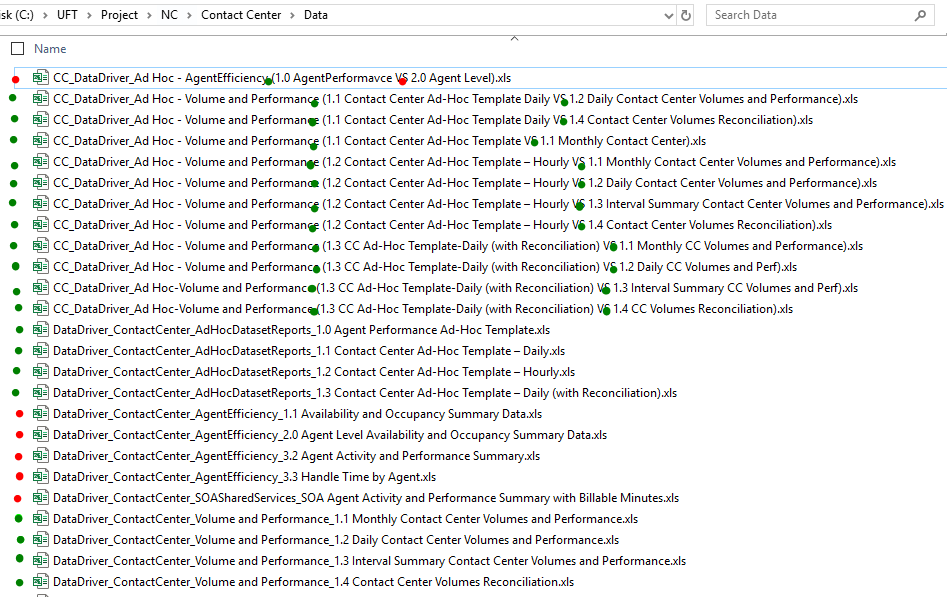 sk (C:) > UFT > Project > NC > Contact Center > Data
Search Data
Name
CC_DataDriver_Ad Hoc - AgentEfficiency (1.0 AgentPerformavce VS 2.0 Agent Level).xls
CC_DataDriver_Ad Hoc - Volume and Performance (1.1 Contact Center Ad-Hoc Template Daily VS 1.2 Daily Contact Center Volumes and Performance).xls
CC_DataDriver_Ad Hoc - Volume and Performance (1.1 Contact Center Ad-Hoc Template Daily VS 1.4 Contact Center Volumes Reconciliation).xls
CC_DataDriver_Ad Hoc - Volume and Performance (1.1 Contact Center Ad-Hoc Template VS 1.1 Monthly Contact Center).xls
CC_DataDriver_Ad Hoc - Volume and Performance (1.2 Contact Center Ad-Hoc Template – Hourly VS 1.1 Monthly Contact Center Volumes and Performance).xls
CC_DataDriver_Ad Hoc - Volume and Performance (1.2 Contact Center Ad-Hoc Template – Hourly VS 1.2 Daily Contact Center Volumes and Performance).xls
CC_DataDriver_Ad Hoc - Volume and Performance (1.2 Contact Center Ad-Hoc Template – Hourly VS 1.3 Interval Summary Contact Center Volumes and Performance).xls
CC_DataDriver_Ad Hoc - Volume and Performance (1.2 Contact Center Ad-Hoc Template – Hourly VS 1.4 Contact Center Volumes Reconciliation).xls
CC_DataDriver_Ad Hoc - Volume and Performance (1.3 CC Ad-Hoc Template-Daily (with Reconciliation) VS 1.1 Monthly CC Volumes and Performance).xls
CC_DataDriver_Ad Hoc - Volume and Performance (1.3 CC Ad-Hoc Template-Daily (with Reconciliation) VS 1.2 Daily CC Volumes and Perf).xls
CC_DataDriver_Ad Hoc-Volume and Performance (1.3 CC Ad-Hoc Template-Daily (with Reconciliation) VS 1.3 Interval Summary CC Volumes and Perf).xls
CC_DataDriver_Ad Hoc-Volume and Performance (1.3 CC Ad-Hoc Template-Daily (with Reconciliation) VS 1.4 CC Volumes Reconciliation).xls
DataDriver_ContactCenter_AdHocDatasetReports_1.0 Agent Performance Ad-Hoc Template.xls
DataDriver_ContactCenter_AdHocDatasetReports_1.1 Contact Center Ad-Hoc Template – Daily.xls
DataDriver_ContactCenter_AdHocDatasetReports_1.2 Contact Center Ad-Hoc Template – Hourly.xls
DataDriver_ContactCenter_AdHocDatasetReports_1.3 Contact Center Ad-Hoc Template – Daily (with Reconciliation).xls
DataDriver_ContactCenter_AgentEfficiency_1.1 Availability and Occupancy Summary Data.xls
DataDriver_ContactCenter_AgentEfficiency_2.0 Agent Level Availability and Occupancy Summary Data.xls
DataDriver_ContactCenter_AgentEfficiency_3.2 Agent Activity and Performance Summary.xls
DataDriver_ContactCenter_AgentEfficiency_3.3 Handle Time by Agent.xls
DataDriver_ContactCenter_SOASharedServices_SOA Agent Activity and Performance Summary with Billable Minutes.xls
DataDriver_ContactCenter_Volume and Performance_1.1 Monthly Contact Center Volumes and Performance.xls
DataDriver_ContactCenter_Volume and Performance_1.2 Daily Contact Center Volumes and Performance.xls
DataDriver_ContactCenter_Volume and Performance_1.3 Interval Summary Contact Center Volumes and Performance.xls
DataDriver_ContactCenter_Volume and Performance_1.4 Contact Center Volumes Reconciliation.xls